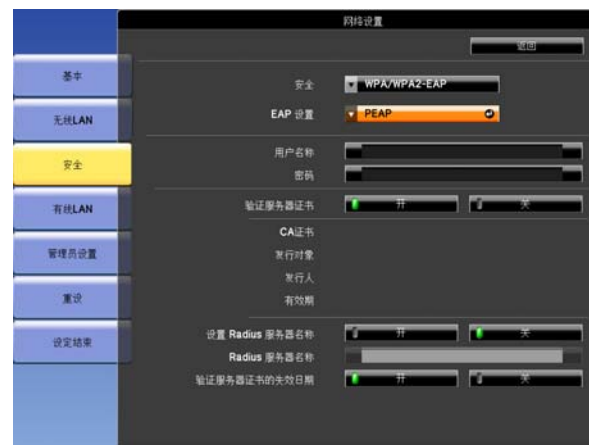 网络设置
返回
基本
无线LAN
安全
有线LAN
管理员设置
重设
设定结束
安全 WPA/WPA2-EAP
EAP 设置 PEAP
用户名称
密码
验证服务器证书 开 关
CA证书
发行对象
发行人
有效期
设置 Radius 服务器名称 开 关
Radius 服务器名称
验证服务器证书的失效日期 开 关